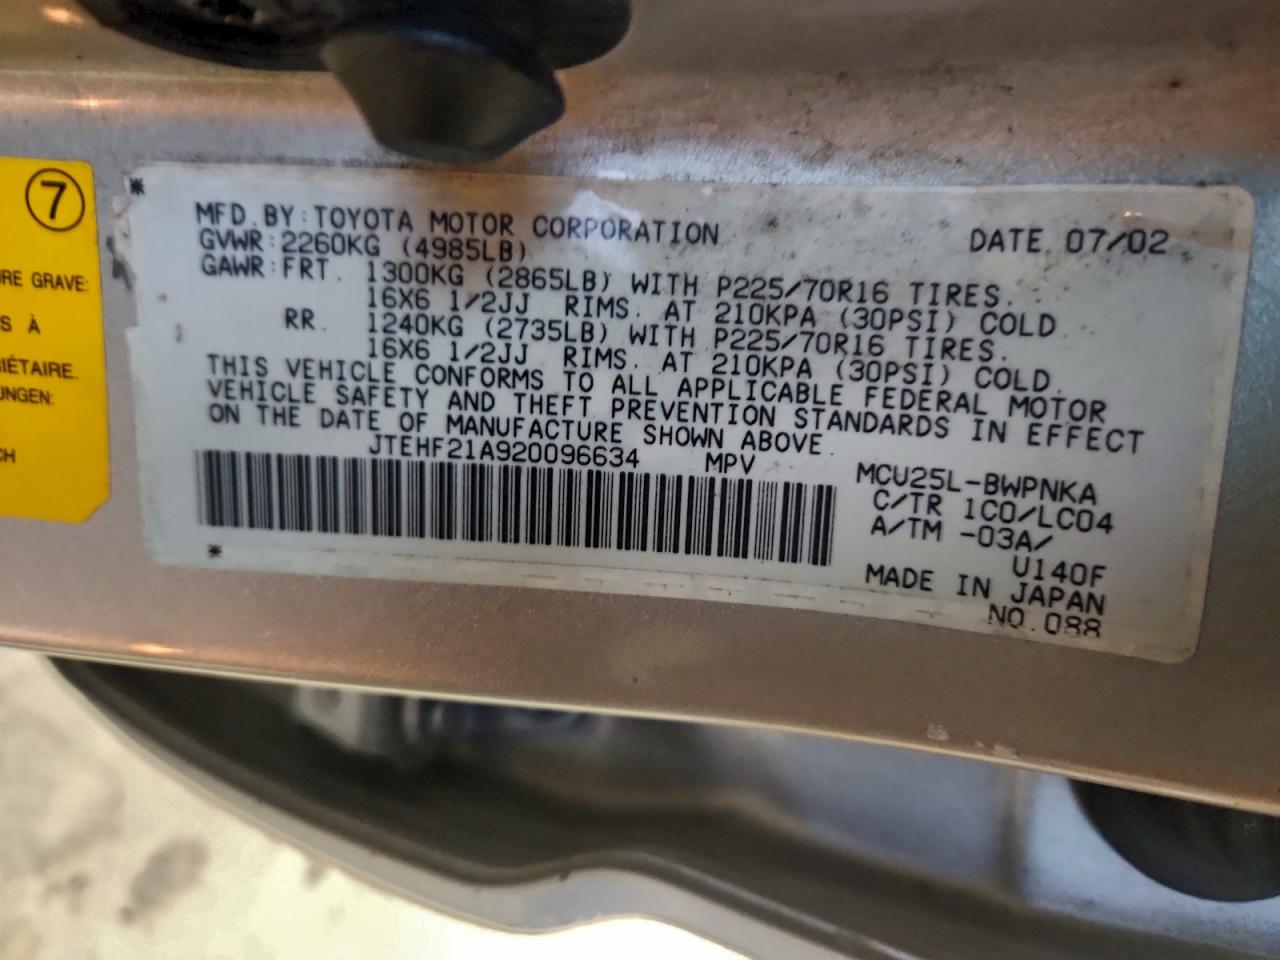 7
RE GRAVE:
S À
IÉTAIRE.
UNGEN:
CH
MFD. BY: TOYOTA MOTOR CORPORATION DATE 07/02
GVWR: 2260KG (4985LB)
GAWR: FRT. 1300KG (2865LB) WITH P225/70R16 TIRES.
16X6 1/2JJ RIMS. AT 210KPA (30PSI) COLD
RR. 1240KG (2735LB) WITH P225/70R16 TIRES.
16X6 1/2JJ RIMS. AT 210KPA (30PSI) COLD.
THIS VEHICLE CONFORMS TO ALL APPLICABLE FEDERAL MOTOR
VEHICLE SAFETY AND THEFT PREVENTION STANDARDS IN EFFECT
ON THE DATE OF MANUFACTURE SHOWN ABOVE.
JTEHF21A920096634 MPV
MCU25L-BWPNKA
C/TR 1C0/LC04
A/TM -03A/
U140F
MADE IN JAPAN
NO.088